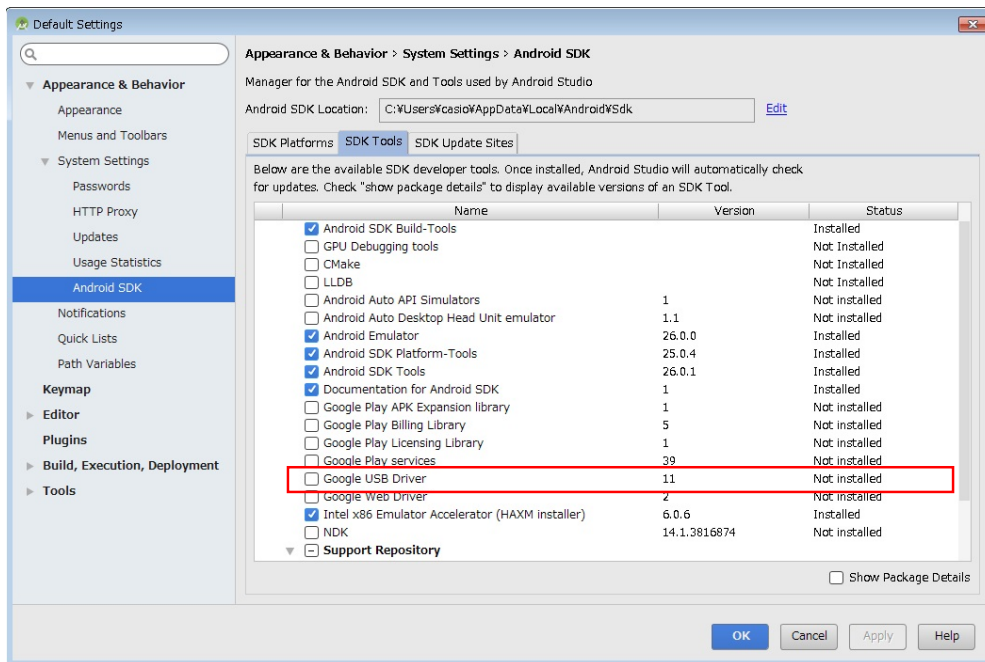 Default Settings
Appearance & Behavior
Appearance
Menus and Toolbars
System Settings
Passwords
HTTP Proxy
Updates
Usage Statistics
Android SDK
Notifications
Quick Lists
Path Variables
Keymap
Editor
Plugins
Build, Execution, Deployment
Tools
Appearance & Behavior > System Settings > Android SDK
Manager for the Android SDK and Tools used by Android Studio
Android SDK Location: C:¥Users¥casio¥AppData¥Local¥Android¥Sdk Edit
SDK Platforms SDK Tools SDK Update Sites
Below are the available SDK developer tools. Once installed, Android Studio will automatically check
for updates. Check "show package details" to display available versions of an SDK Tool.
Name Version Status
Android SDK Build-Tools Installed
GPU Debugging tools Not Installed
CMake Not Installed
LLDB Not Installed
Android Auto API Simulators 1 Not installed
Android Auto Desktop Head Unit emulator 1.1 Not installed
Android Emulator 26.0.0 Installed
Android SDK Platform-Tools 25.0.4 Installed
Android SDK Tools 26.0.1 Installed
Documentation for Android SDK 1 Installed
Google Play APK Expansion library 1 Not installed
Google Play Billing Library 5 Not installed
Google Play Licensing Library 1 Not installed
Google Play services 39 Not installed
Google USB Driver 11 Not installed
Google Web Driver 2 Not installed
Intel x86 Emulator Accelerator (HAXM installer) 6.0.6 Installed
NDK 14.1.3816874 Not installed
Support Repository
Show Package Details
OK Cancel Apply Help